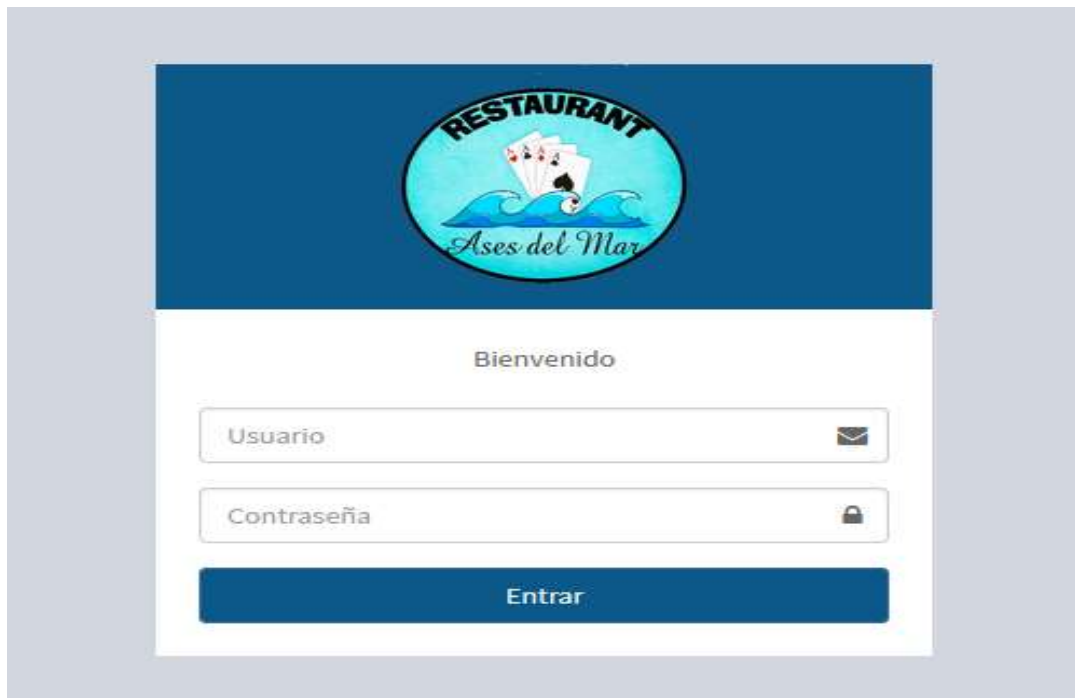 RESTAURANT
Ases del Mar
Bienvenido
Usuario
Contraseña
Entrar